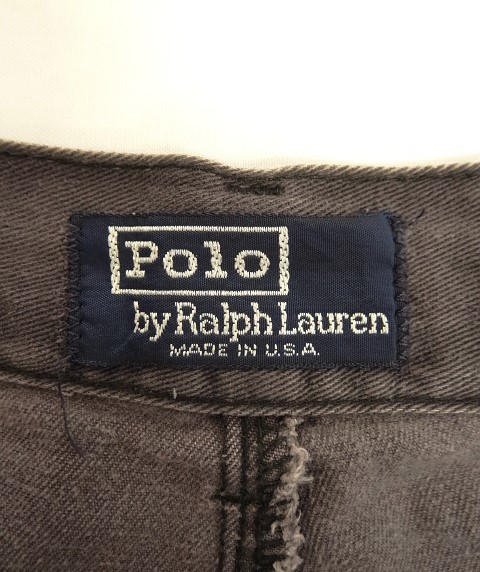 Polo
by Ralph Lauren
MADE IN U.S.A.